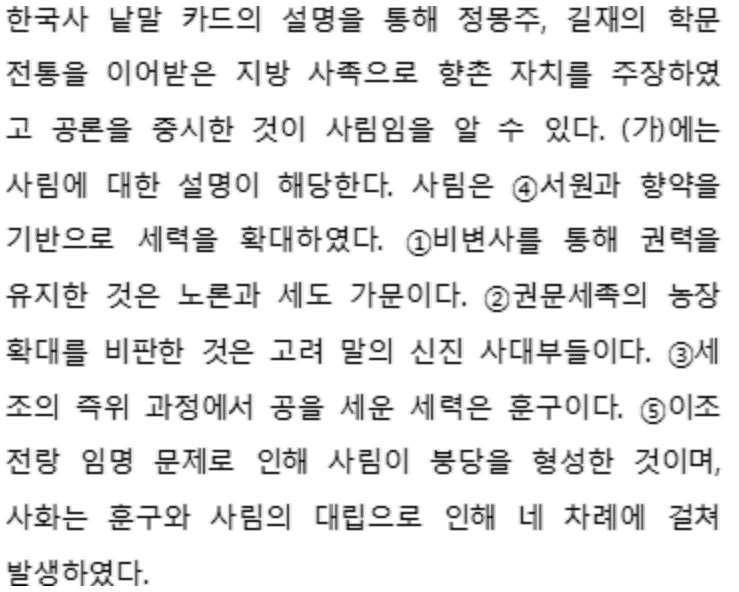 한국사 낱말 카드의 설명을 통해 정몽주, 길재의 학문
전통을 이어받은 지방 사족으로 향촌 자치를 주장하였
고 공론을 중시한 것이 사림임을 알 수 있다. (가)에는
사림에 대한 설명이 해당한다. 사림은 ④서원과 향약을
기반으로 세력을 확대하였다. ①비변사를 통해 권력을
유지한 것은 노론과 세도 가문이다. ②권문세족의 농장
확대를 비판한 것은 고려 말의 신진 사대부들이다. ③세
조의 즉위 과정에서 공을 세운 세력은 훈구이다. ⑤이조
전랑 임명 문제로 인해 사림이 붕당을 형성한 것이며,
사화는 훈구와 사림의 대립으로 인해 네 차례에 걸쳐
발생하였다.